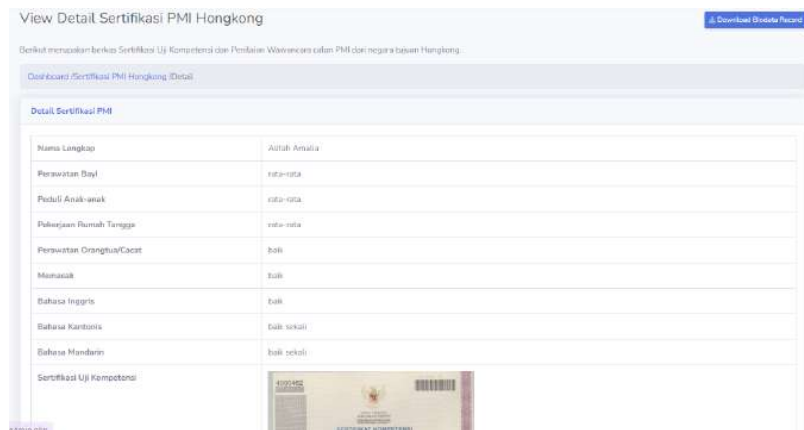 View Detail Sertifikasi PMI Hongkong
Download Biodata Record
Berikut merupakan berkas Sertifikasi Uji Kompetensi dan Penilaian Wawancara calon PMI dari negara tujuan Hongkong.
Dashboard /Sertifikasi PMI Hongkong /Detail
Detail Sertifikasi PMI
Nama Lengkap Amalia
Perawatan Bayi rata-rata
Peduli Anak-anak rata-rata
Pekerjaan Rumah Tangga rata-rata
Perawatan Orangtua/Cacat baik
Memasak baik
Bahasa Inggris baik
Bahasa Kantonis baik sekali
Bahasa Mandarin baik sekali
Sertifikasi Uji Kompetensi
SERTIFIKAT KOMPETENSI